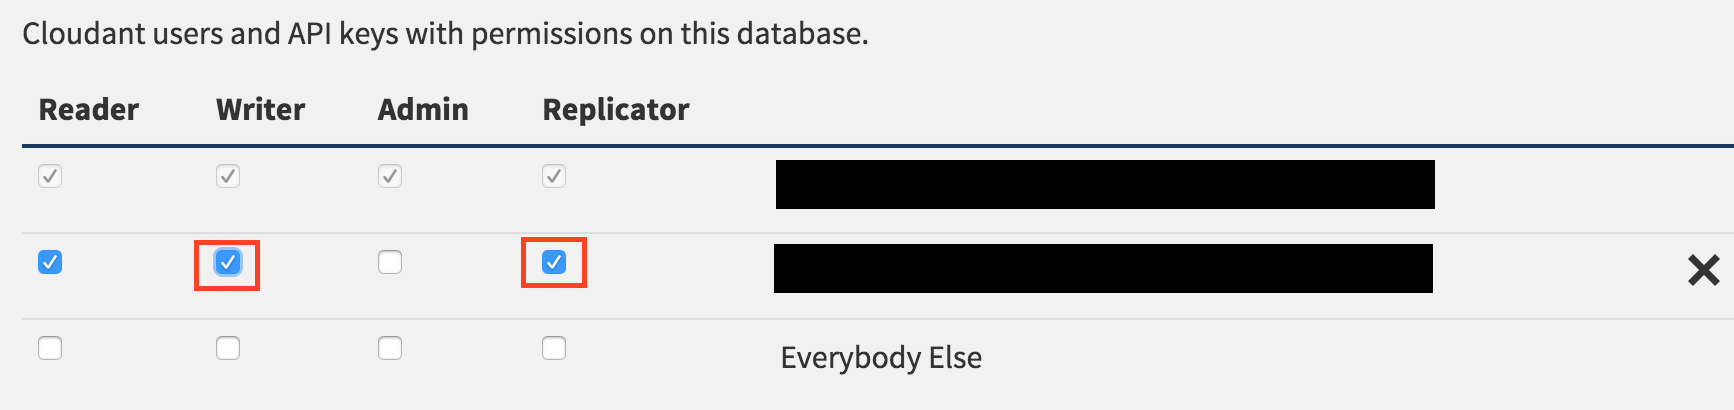 Cloudant users and API keys with permissions on this database.
Reader Writer Admin Replicator
Everybody Else